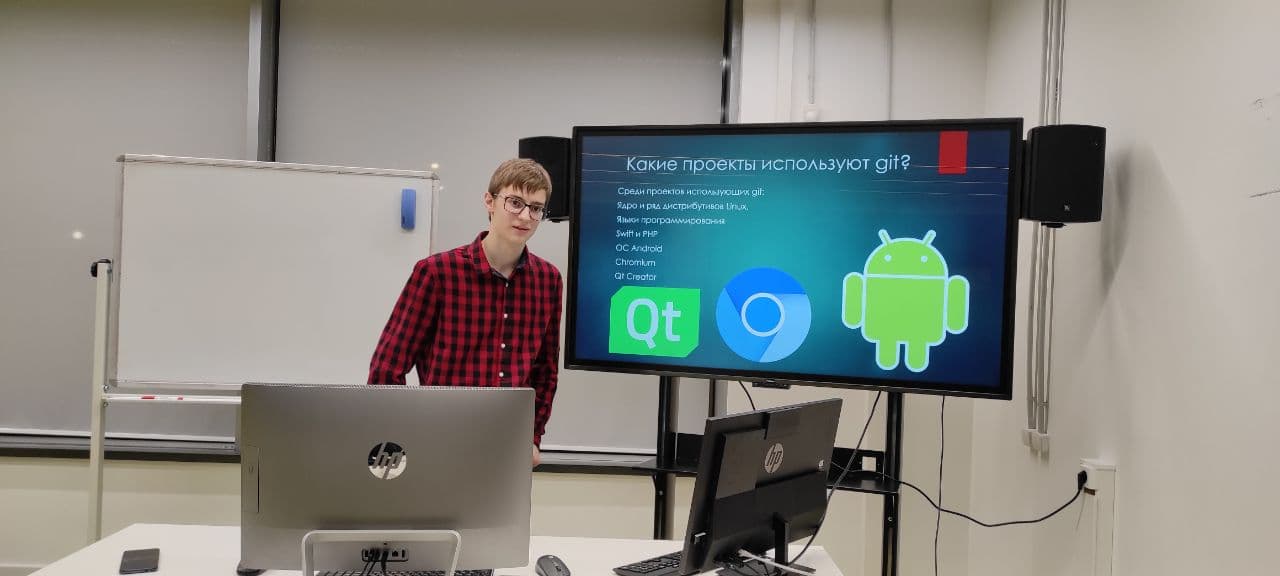 Какие проекты используют git?
Среди проектов использующих git:
Ядро и ряд дистрибутивов Linux.
Языки программирования
Swift и PHP
ОС Android
Chromium
Qt Creator
Qt
hp
hp